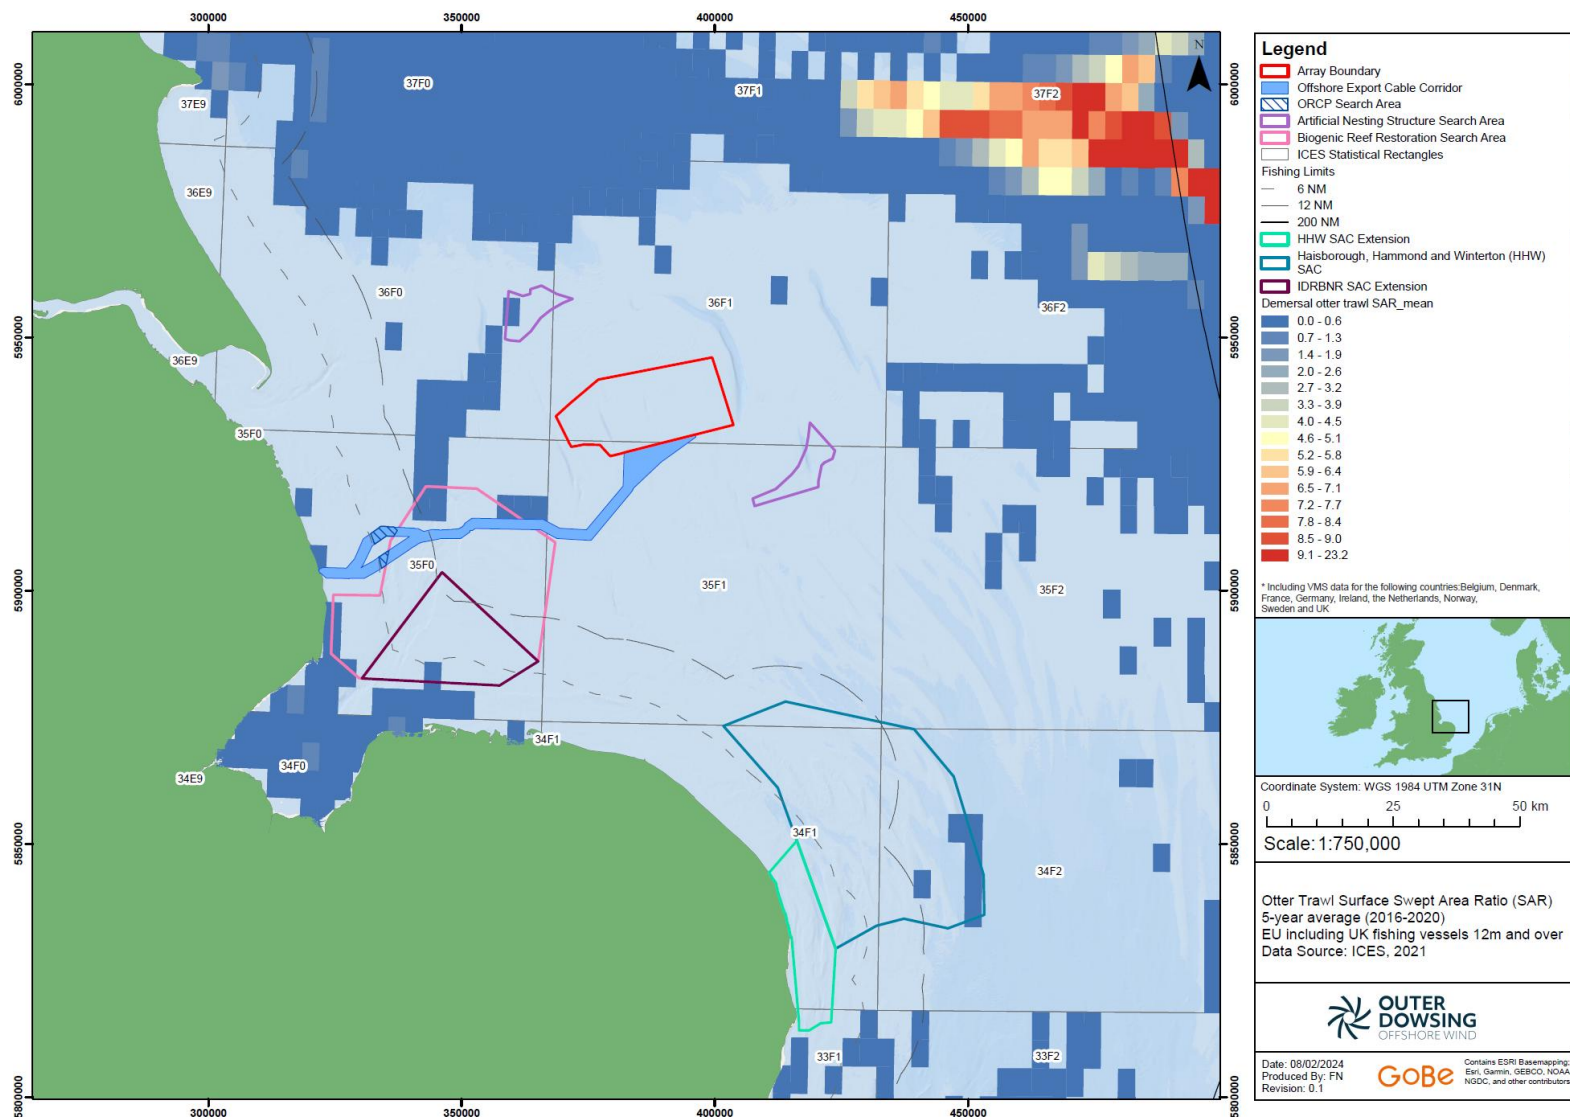 300000
350000
400000
450000
6000000
5950000
5900000
5850000
5800000
6000000
5950000
5900000
5850000
5800000
300000
350000
400000
450000
37E9
37F0
37F1
37F2
36E9
36F0
36F1
36F2
36E9
35F0
35F0
35F1
35F2
34E9
34F0
34F1
34F1
34F2
33F1
33F2
N
Legend
Array Boundary
Offshore Export Cable Corridor
ORCP Search Area
Artificial Nesting Structure Search Area
Biogenic Reef Restoration Search Area
ICES Statistical Rectangles
Fishing Limits
6 NM
12 NM
200 NM
HHW SAC Extension
Haisborough, Hammond and Winterton (HHW)
SAC
IDRBNR SAC Extension
Demersal otter trawl SAR_mean
0.0 - 0.6
0.7 - 1.3
1.4 - 1.9
2.0 - 2.6
2.7 - 3.2
3.3 - 3.9
4.0 - 4.5
4.6 - 5.1
5.2 - 5.8
5.9 - 6.4
6.5 - 7.1
7.2 - 7.7
7.8 - 8.4
8.5 - 9.0
9.1 - 23.2
* Including VMS data for the following countries:Belgium, Denmark,
France, Germany, Ireland, the Netherlands, Norway,
Sweden and UK
Coordinate System: WGS 1984 UTM Zone 31N
0 25 50 km
Scale: 1:750,000
Otter Trawl Surface Swept Area Ratio (SAR)
5-year average (2016-2020)
EU including UK fishing vessels 12m and over
Data Source: ICES, 2021
OUTER
DOWSING
OFFSHORE WIND
Date: 08/02/2024
Produced By: FN
Revision: 0.1
GoBe
Contains ESRI Basemapping;
Esri, Garmin, GEBCO, NOAA
NGDC, and other contributors